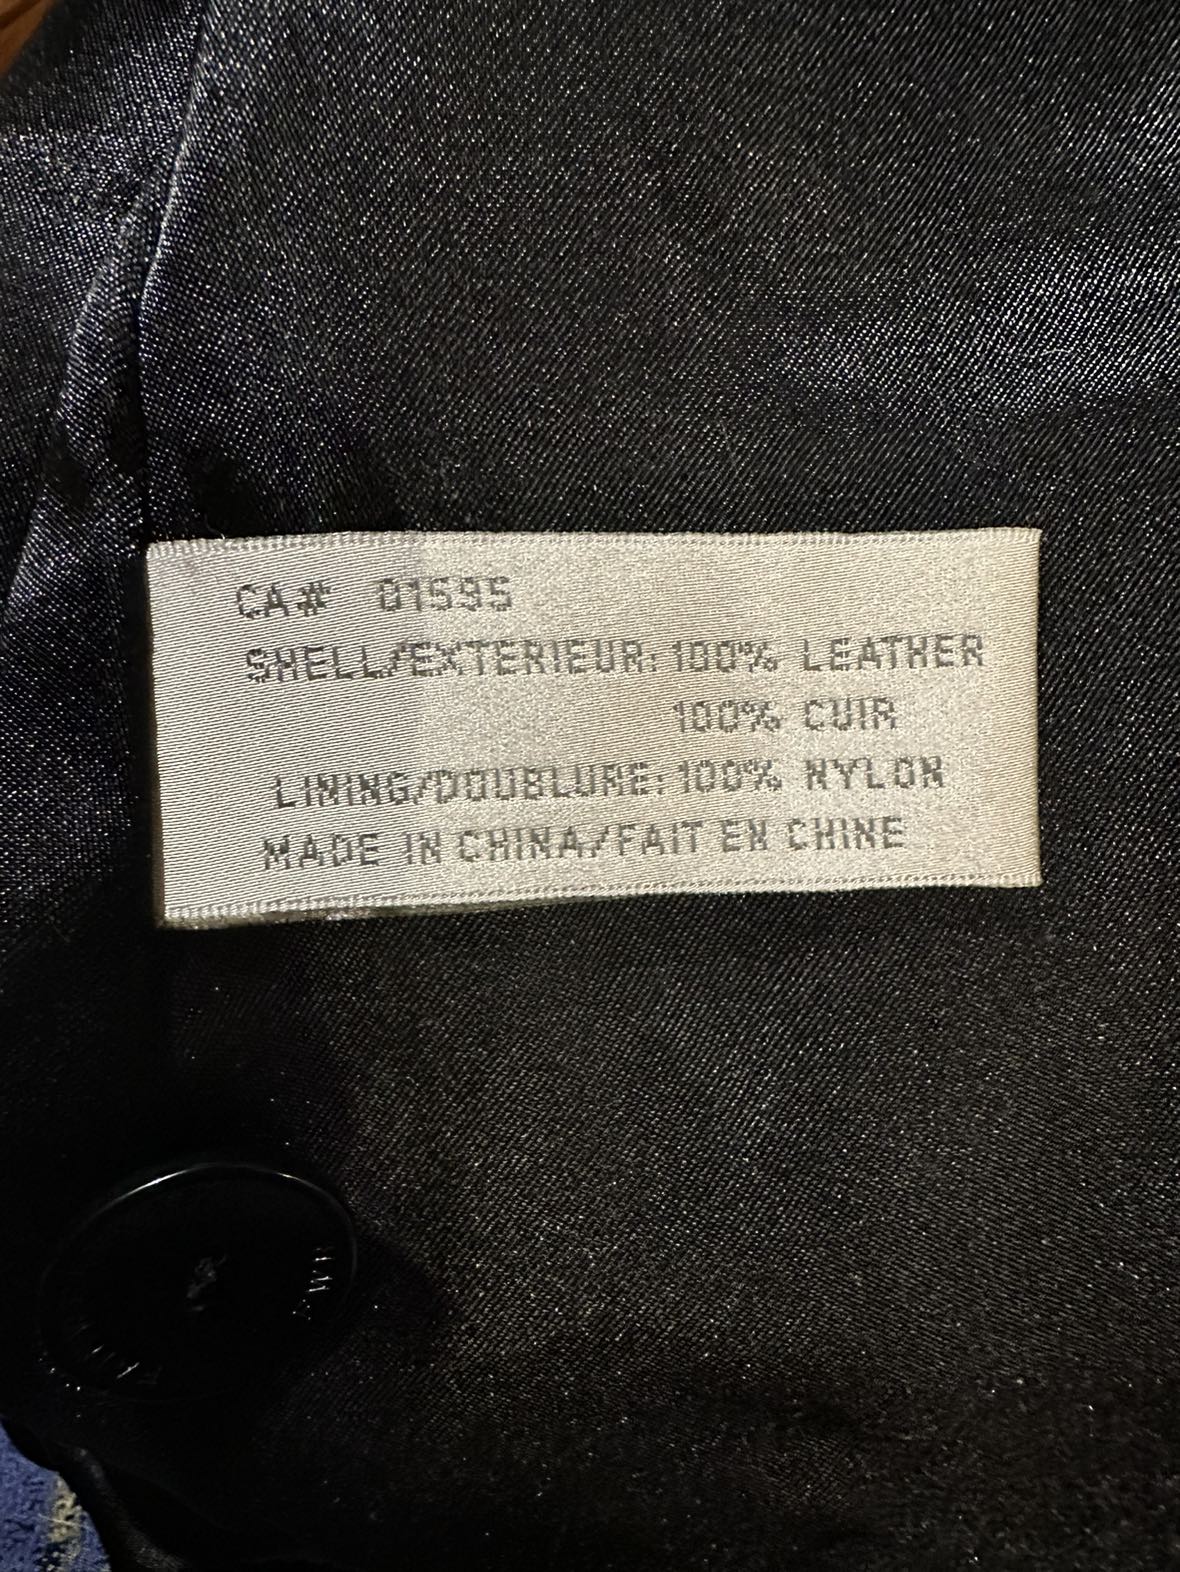 CA# 01595
SHELL/EXTERIEUR: 100% LEATHER
100% CUIR
LINING/DOUBLURE: 100% NYLON
MADE IN CHINA/FAIT EN CHINE